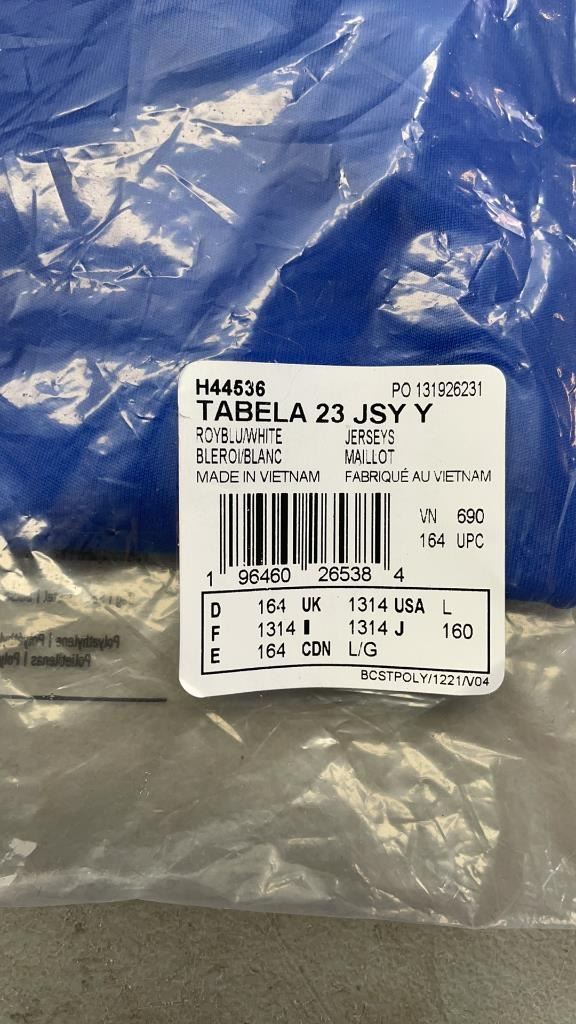 H44536 PO 131926231
TABELA 23 JSY Y
ROYBLU/WHITE JERSEYS
BLEROI/BLANC MAILLOT
MADE IN VIETNAM FABRIQUÉ AU VIETNAM
VN 690
164 UPC
1 96460 26538 4
D 164 UK 1314 USA L
F 1314 I 1314 J 160
E 164 CDN L/G
BCSTPOLY/1221/V04